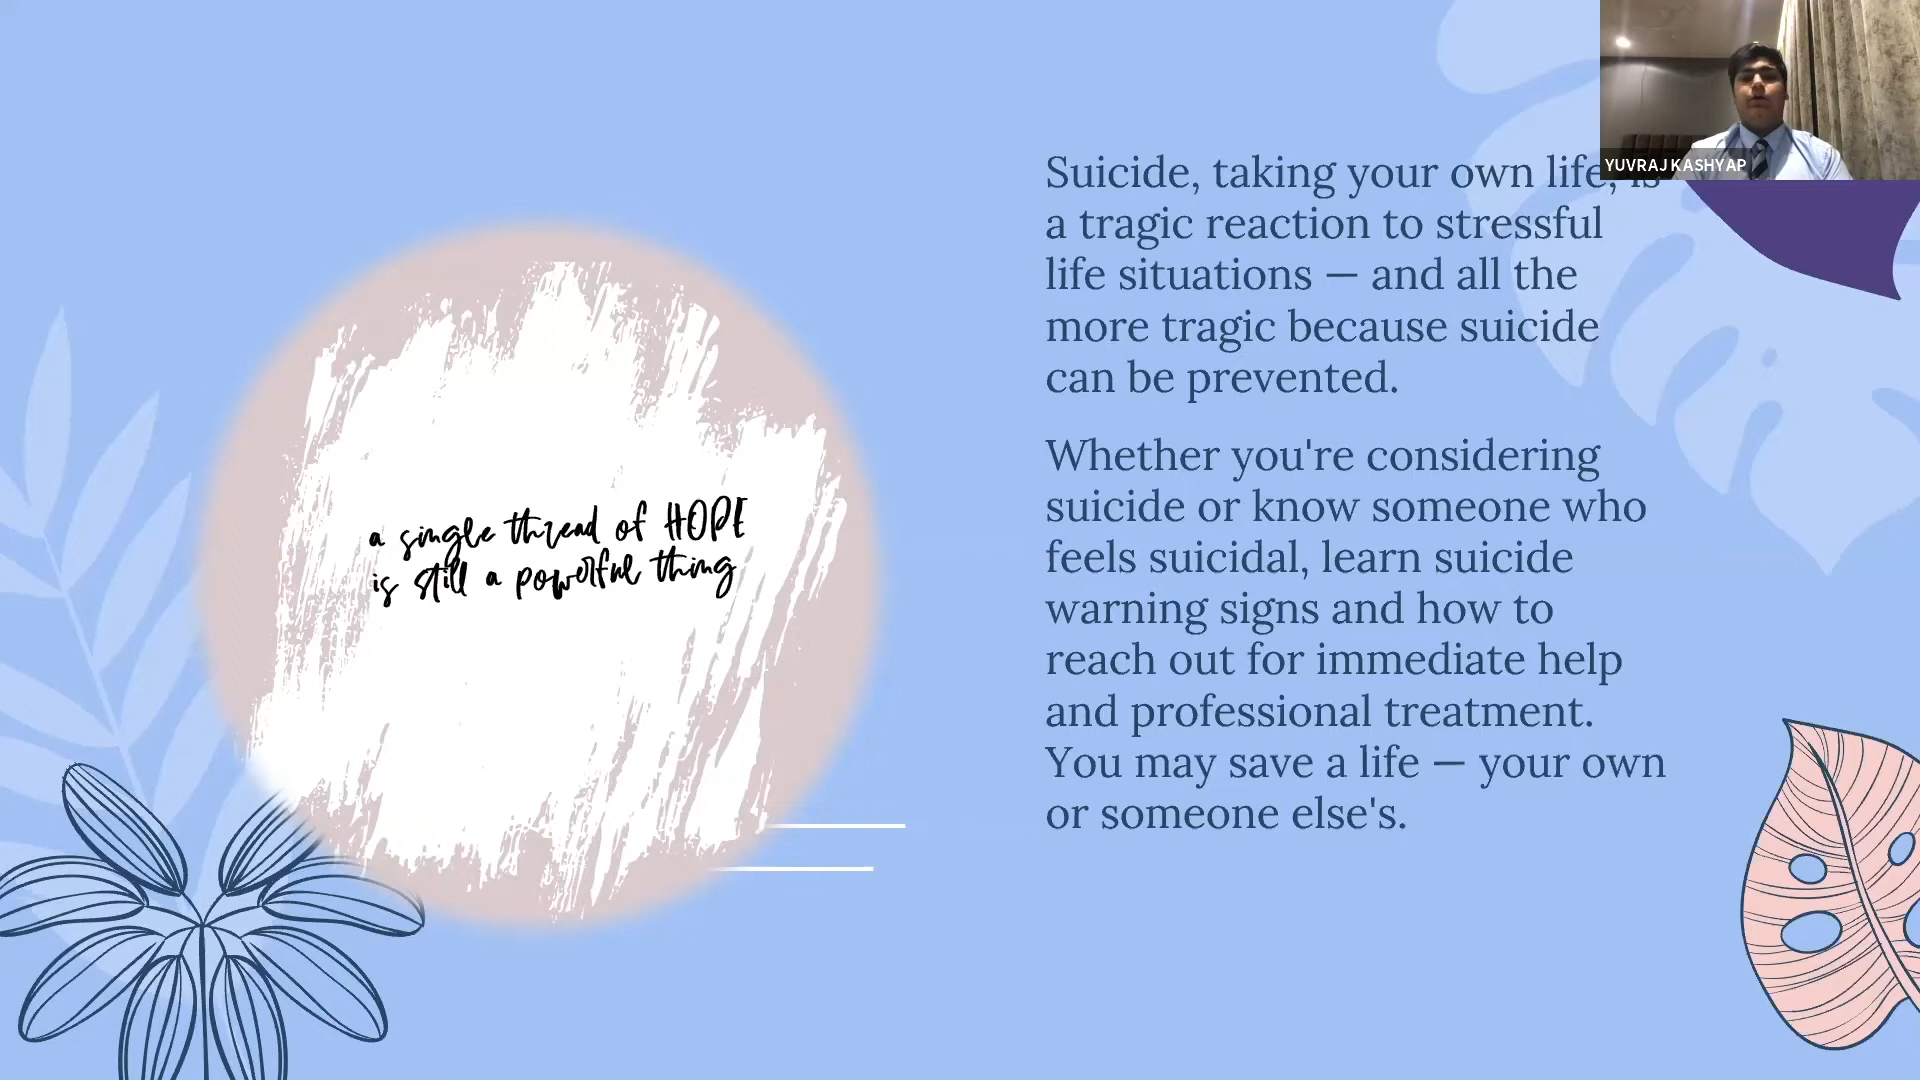 YUVRAJ KASHYAP
Suicide, taking your own life, is
a tragic reaction to stressful
life situations — and all the
more tragic because suicide
can be prevented.
Whether you're considering
suicide or know someone who
feels suicidal, learn suicide
warning signs and how to
reach out for immediate help
and professional treatment.
You may save a life — your own
or someone else's.
a single thread of HOPE
is still a powerful thing